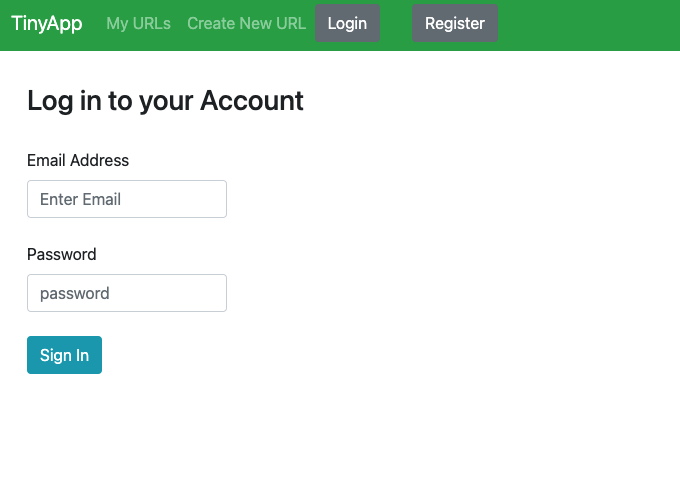 TinyApp My URLs Create New URL Login Register
Log in to your Account
Email Address
Enter Email
Password
password
Sign In